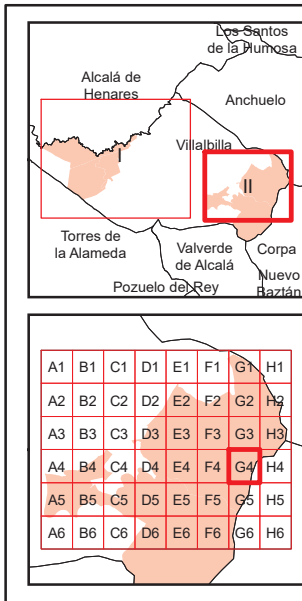 Los Santos
de la Humosa
Alcalá de
Henares
Anchuelo
I
Villalbilla
II
Torres de
la Alameda
Valverde
de Alcalá
Corpa
Nuevo
Baztán
Pozuelo del Rey
A1 B1 C1 D1 E1 F1 G1 H1
A2 B2 C2 D2 E2 F2 G2 H2
A3 B3 C3 D3 E3 F3 G3 H3
A4 B4 C4 D4 E4 F4 G4 H4
A5 B5 C5 D5 E5 F5 G5 H5
A6 B6 C6 D6 E6 F6 G6 H6